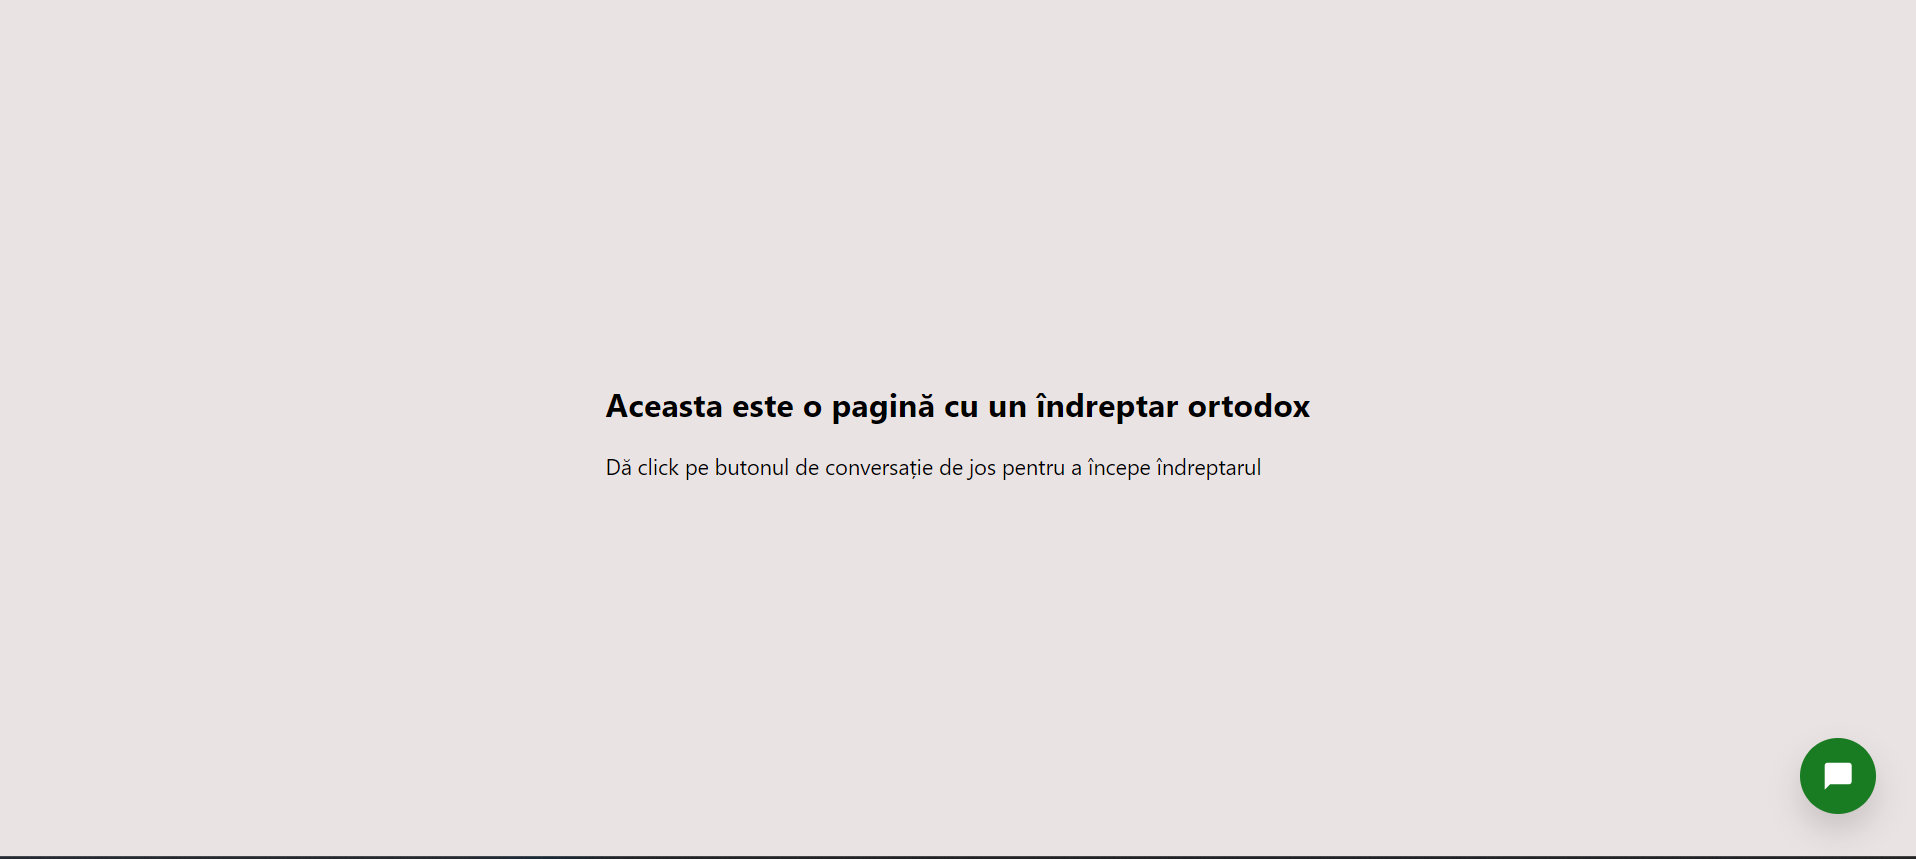 Aceasta este o pagină cu un îndreptar ortodox
Dă click pe butonul de conversație de jos pentru a începe îndreptarul